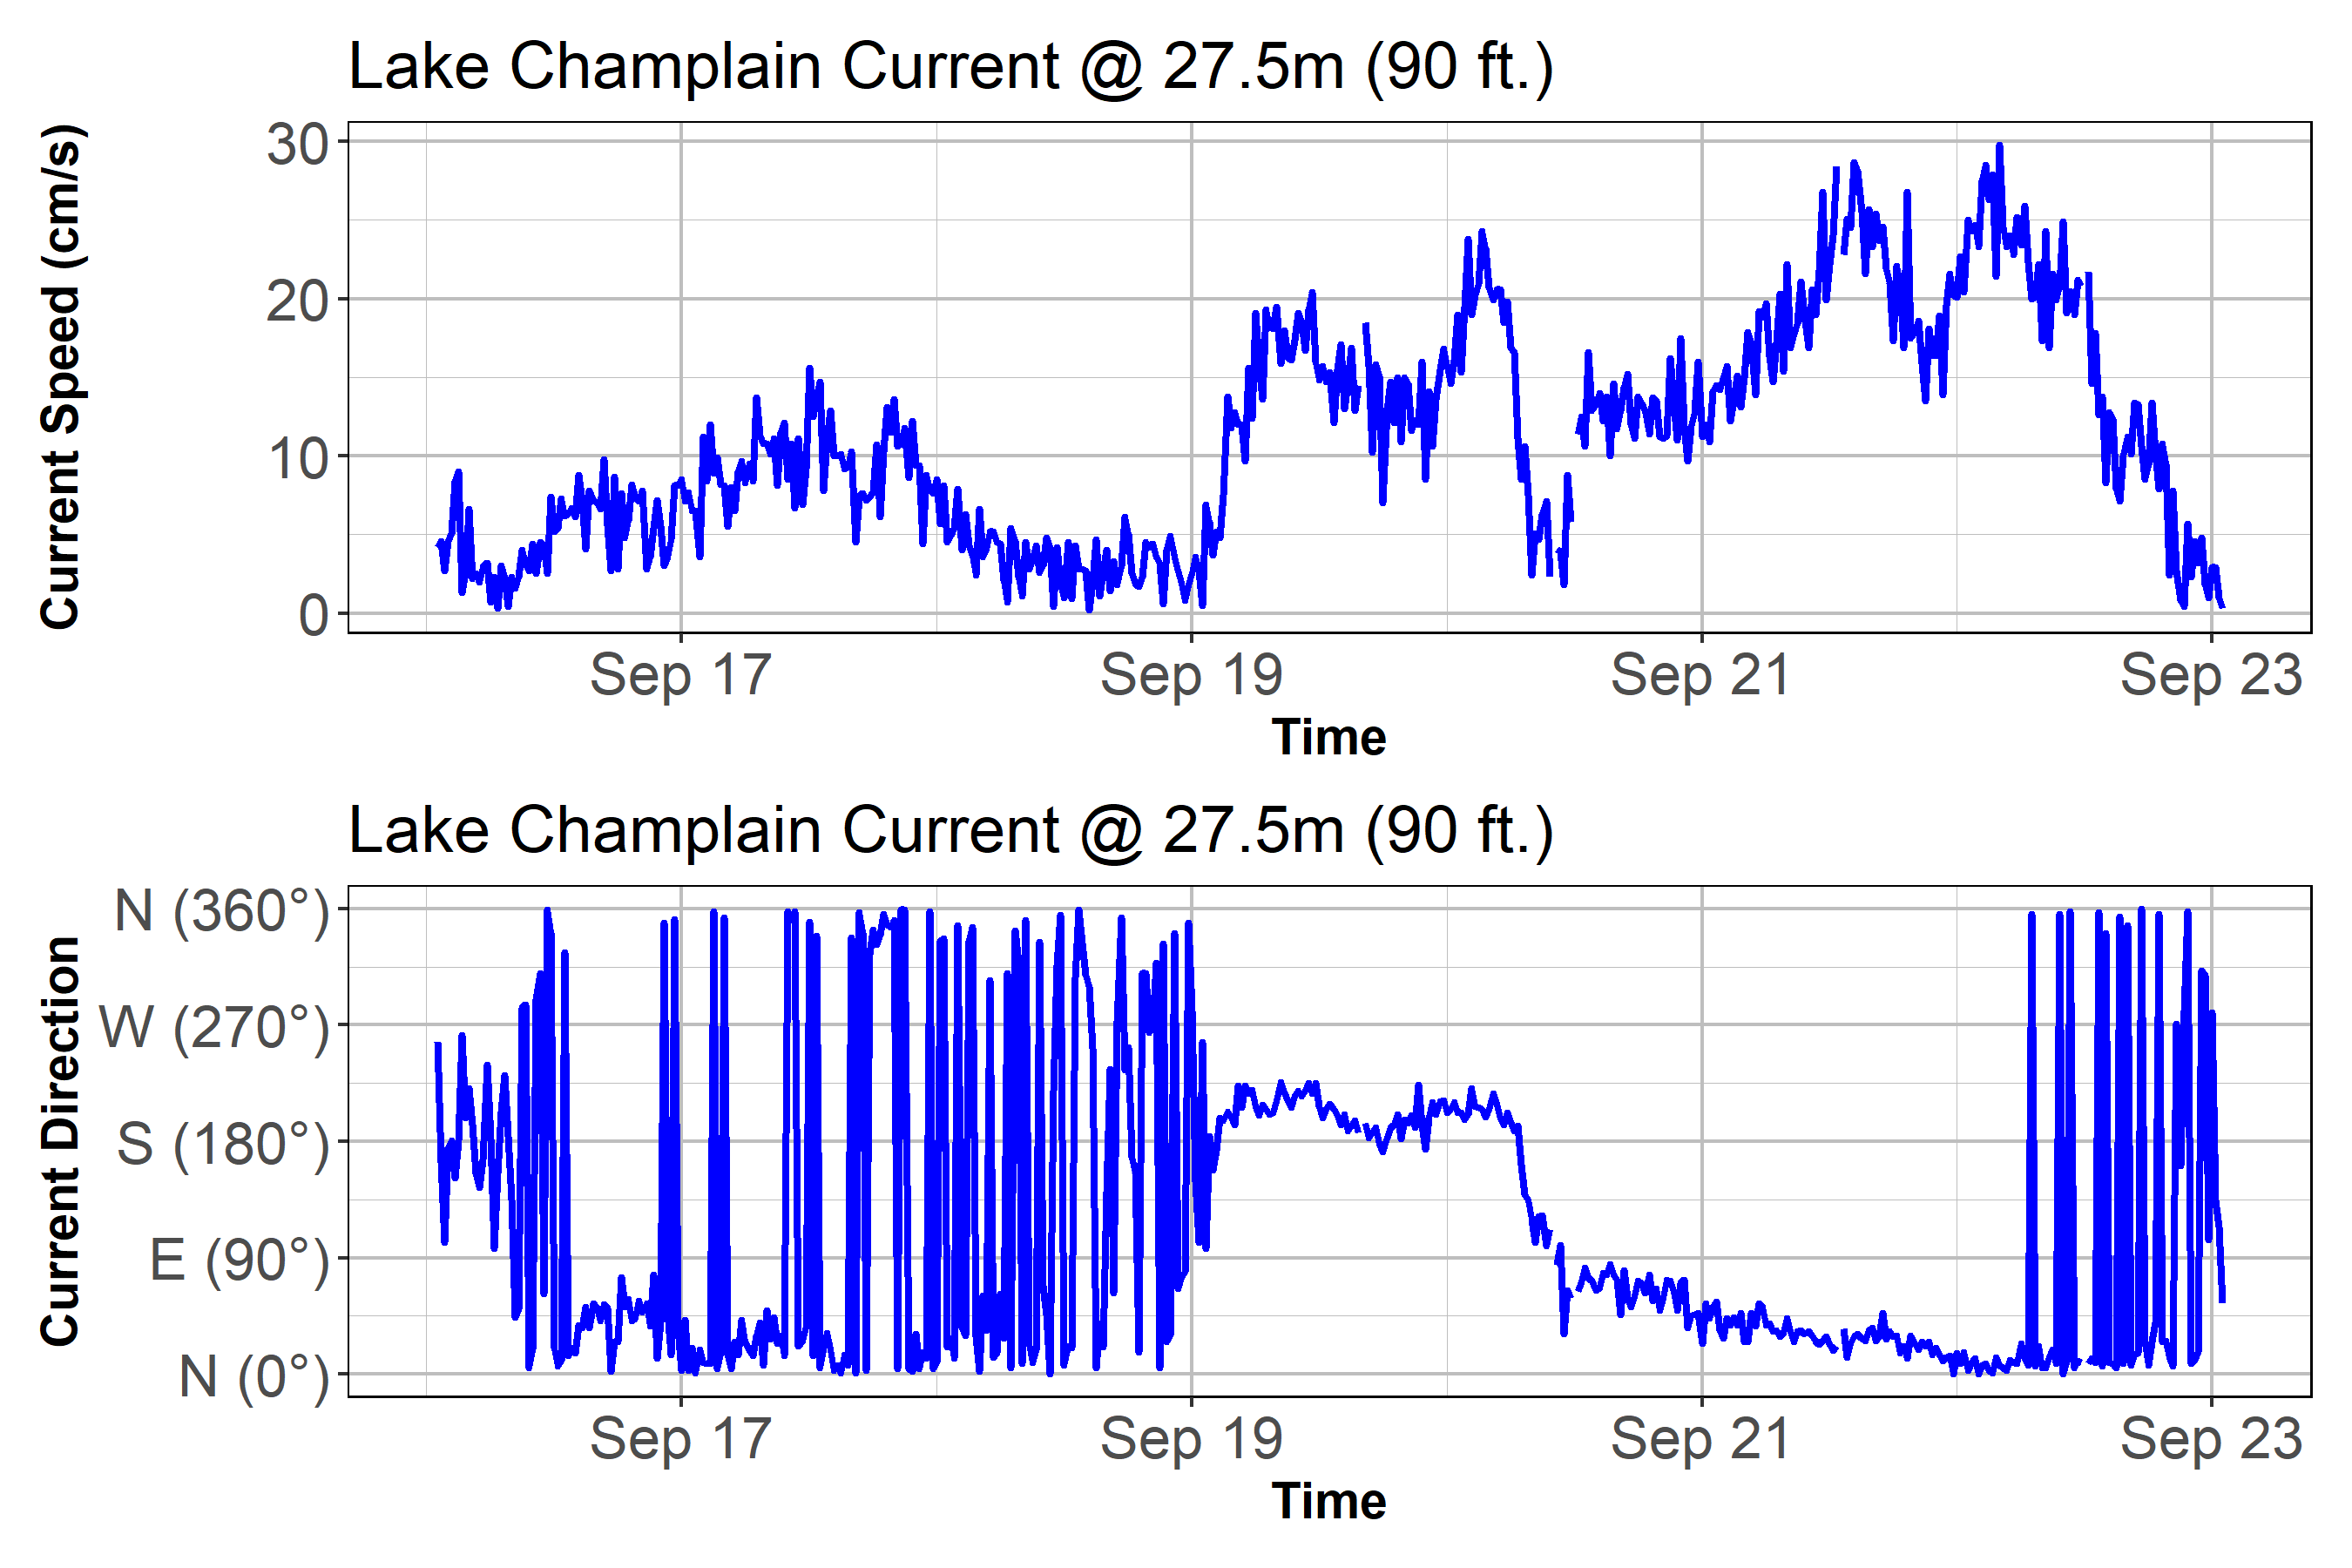 Lake Champlain Current @ 27.5m (90 ft.)
Current Speed (cm/s)
30
20
10
0
Sep 17 Sep 19 Sep 21 Sep 23
Time
Lake Champlain Current @ 27.5m (90 ft.)
Current Direction
N (360°)
W (270°)
S (180°)
E (90°)
N (0°)
Sep 17 Sep 19 Sep 21 Sep 23
Time